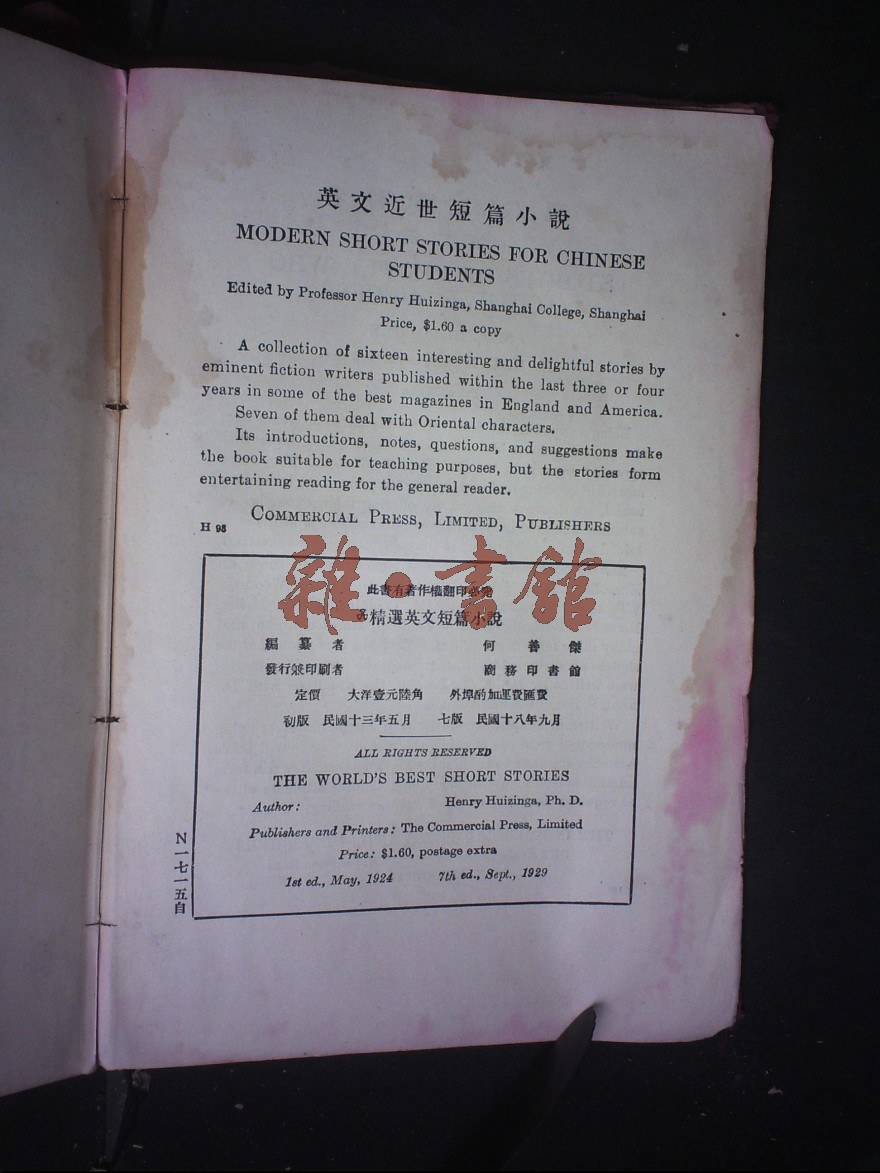 英文近世短篇小說
MODERN SHORT STORIES FOR CHINESE
STUDENTS
Edited by Professor Henry Huizinga, Shanghai College, Shanghai
Price, $1.60 a copy
A collection of sixteen interesting and delightful stories by
eminent fiction writers published within the last three or four
years in some of the best magazines in England and America.
Seven of them deal with Oriental characters.
Its introductions, notes, questions, and suggestions make
the book suitable for teaching purposes, but the stories form
entertaining reading for the general reader.
COMMERCIAL PRESS, LIMITED, PUBLISHERS
H 98
雜·書館
此書有著作權翻印必究
精選英文短篇小說
編纂者 何善傑
發行兼印刷者 商務印書館
定價 大洋壹元陸角 外埠酌加運費匯費
初版 民國十三年五月 七版 民國十八年九月
ALL RIGHTS RESERVED
THE WORLD'S BEST SHORT STORIES
Author: Henry Huizinga, Ph. D.
Publishers and Printers: The Commercial Press, Limited
Price: $1.60, postage extra
1st ed., May, 1924 7th ed., Sept., 1929
N一七一五自